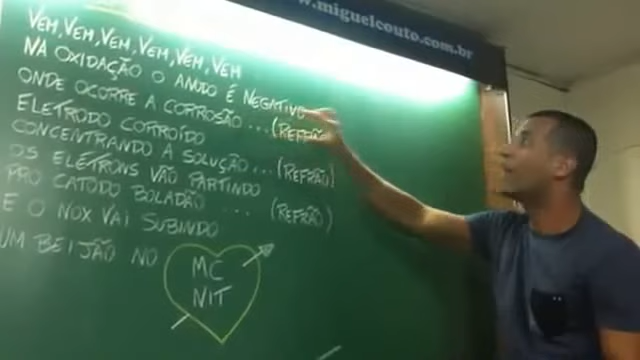 www.miguelcouto.com.br
VEM, VEM, VEM, VEM, VEM, VEM
NA OXIDAÇÃO O ANODO É NEGATIVO
ONDE OCORRE A CORROSÃO ... (REFRÃO)
ELETRODO CORROÍDO
CONCENTRANDO A SOLUÇÃO ... (REFRÃO)
OS ELÉTRONS VÃO PARTINDO
PRO CATODO BOLADÃO ... (REFRÃO)
E O NOX VAI SUBINDO
UM BEIJÃO NO
MC
NIT